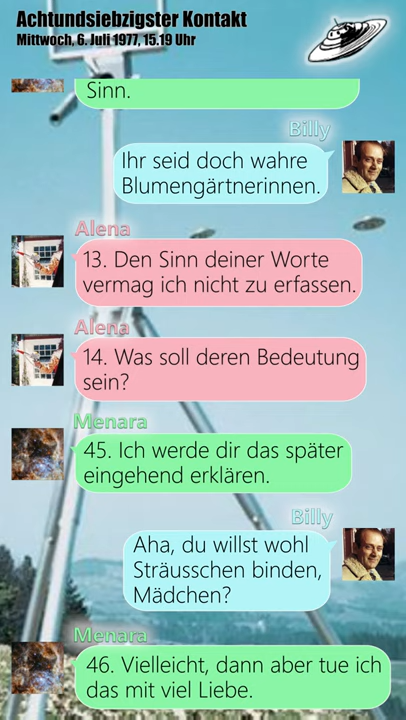 Achtundsiebzigster Kontakt
Mittwoch, 6. Juli 1977, 15.19 Uhr
Sinn.
Billy
Ihr seid doch wahre
Blumengärtnerinnen.
Alena
13. Den Sinn deiner Worte
vermag ich nicht zu erfassen.
Alena
14. Was soll deren Bedeutung
sein?
Menara
45. Ich werde dir das später
eingehend erklären.
Billy
Aha, du willst wohl
Sträusschen binden,
Mädchen?
Menara
46. Vielleicht, dann aber tue ich
das mit viel Liebe.